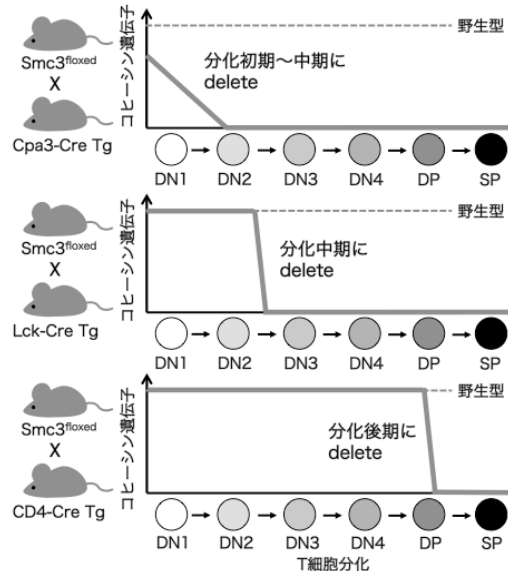 コヒーシン遺伝子
野生型
Smc3floxed
X
Cpa3-Cre Tg
分化初期〜中期に
delete
DN1 DN2 DN3 DN4 DP SP
コヒーシン遺伝子
野生型
Smc3floxed
X
Lck-Cre Tg
分化中期に
delete
DN1 DN2 DN3 DN4 DP SP
コヒーシン遺伝子
野生型
Smc3floxed
X
CD4-Cre Tg
分化後期に
delete
DN1 DN2 DN3 DN4 DP SP
T細胞分化